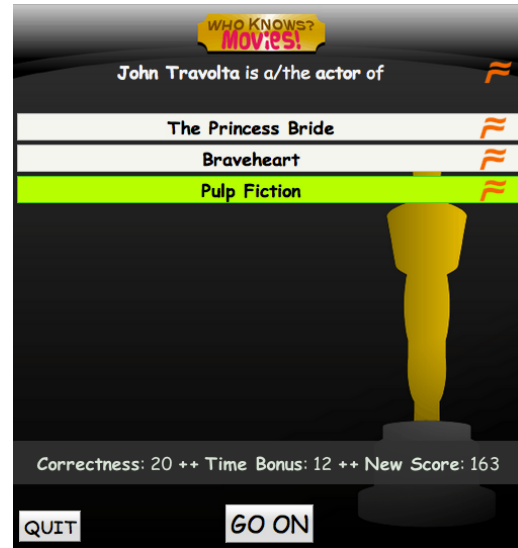 WHO KNOWS?
MOVIES!
John Travolta is a/the actor of
The Princess Bride
Braveheart
Pulp Fiction
Correctness: 20 ++ Time Bonus: 12 ++ New Score: 163
QUIT
GO ON